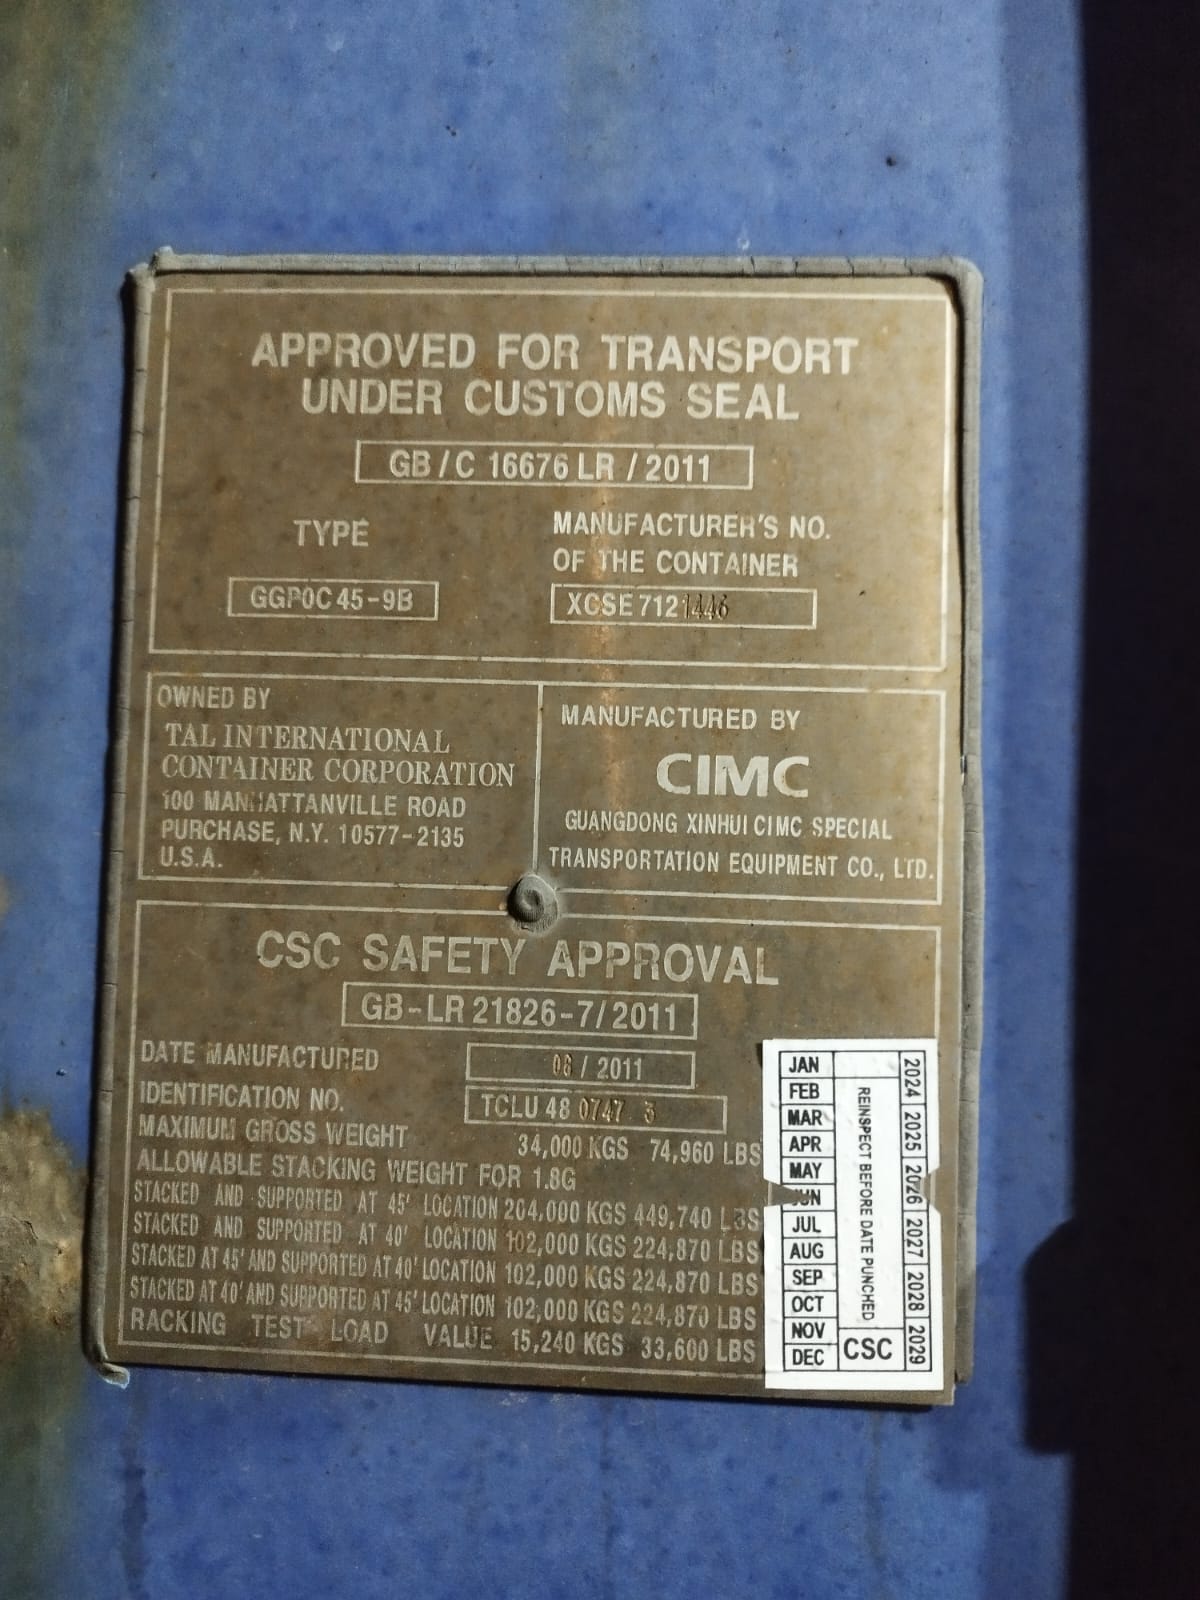 APPROVED FOR TRANSPORT
UNDER CUSTOMS SEAL
GB/C 16676 LR / 2011
TYPE
GGP0C 45-9B
MANUFACTURER'S NO.
OF THE CONTAINER
XCSE 7121446
OWNED BY
TAL INTERNATIONAL
CONTAINER CORPORATION
100 MANHATTANVILLE ROAD
PURCHASE, N.Y. 10577-2135
U.S.A.
MANUFACTURED BY
CIMC
GUANGDONG XINHUI CIMC SPECIAL
TRANSPORTATION EQUIPMENT CO., LTD.
CSC SAFETY APPROVAL
GB-LR 21826-7/2011
DATE MANUFACTURED / 2011
IDENTIFICATION NO. TCLU 48 0747 3
MAXIMUM GROSS WEIGHT 34,000 KGS 74,960 LBS
ALLOWABLE STACKING WEIGHT FOR 1.8G
STACKED AND SUPPORTED AT 45' LOCATION 204,000 KGS 449,740 LBS
STACKED AND SUPPORTED AT 40' LOCATION 102,000 KGS 224,870 LBS
STACKED AT 45' AND SUPPORTED AT 40' LOCATION 102,000 KGS 224,870 LBS
STACKED AT 40' AND SUPPORTED AT 45' LOCATION 102,000 KGS 224,870 LBS
RACKING TEST LOAD VALUE 15,240 KGS 33,600 LBS
JAN
FEB
MAR
APR
MAY
JUN
JUL
AUG
SEP
OCT
NOV
DEC
REINSPECT BEFORE DATE PUNCHED
CSC
2024 2025 2026 2027 2028 2029